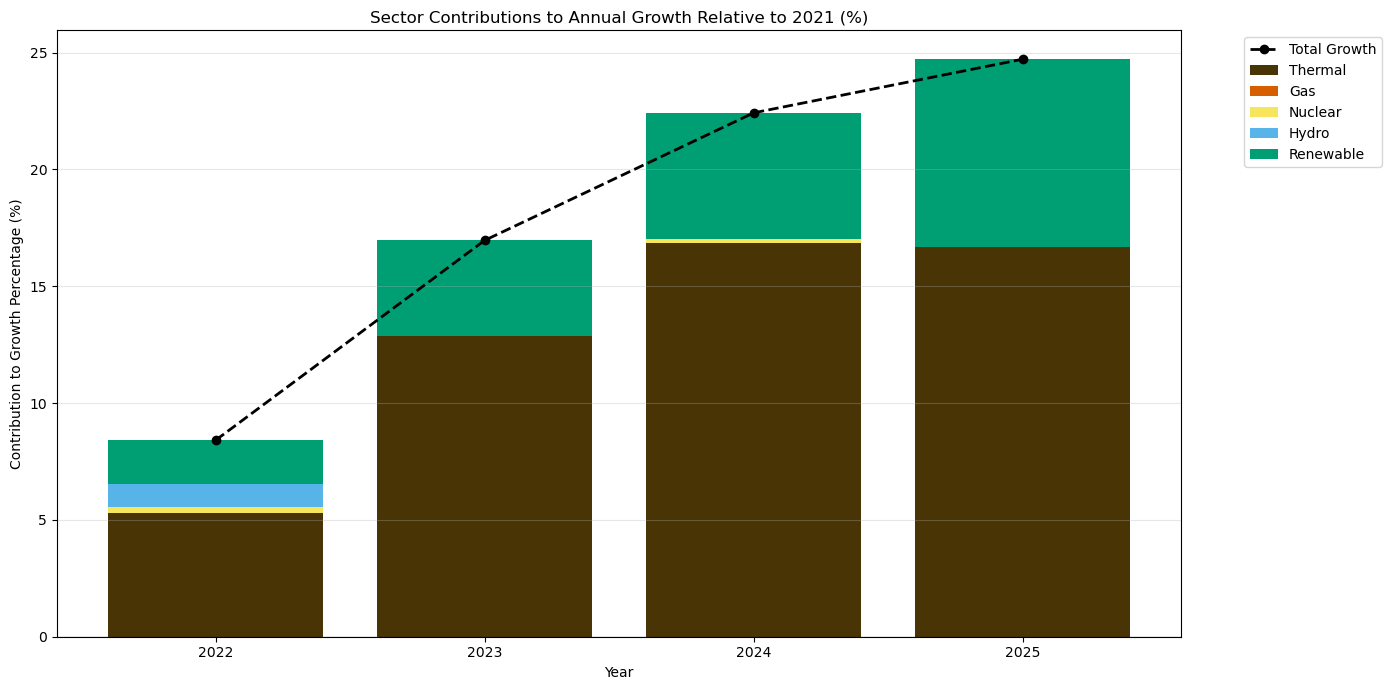 Sector Contributions to Annual Growth Relative to 2021 (%)
Contribution to Growth Percentage (%)
25
20
15
10
5
0
2022 2023 2024 2025
Year
Total Growth
Thermal
Gas
Nuclear
Hydro
Renewable